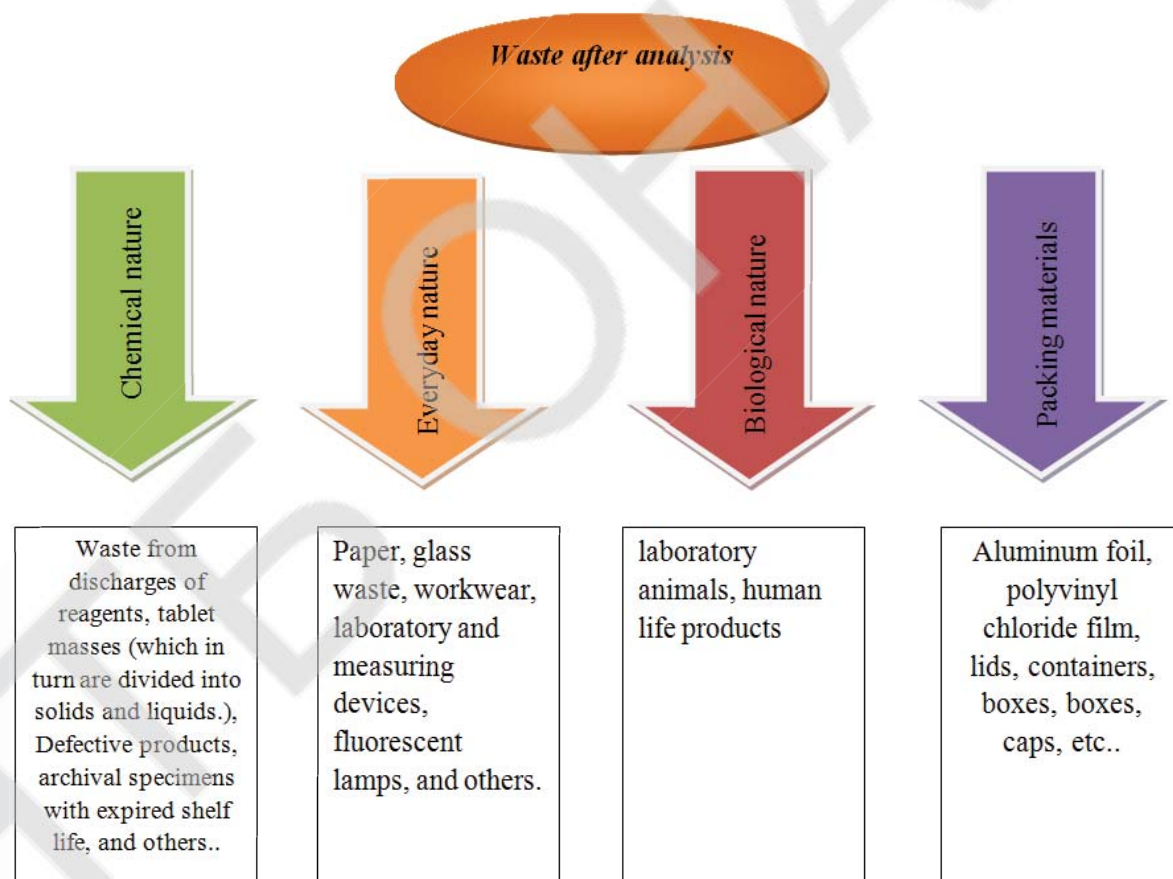 Waste after analysis
Chemical nature
Everyday nature
Biological nature
Packing materials
Waste from
discharges of
reagents, tablet
masses (which in
turn are divided into
solids and liquids.),
Defective products,
archival specimens
with expired shelf
life, and others..
Paper, glass
waste, workwear,
laboratory and
measuring
devices,
fluorescent
lamps, and others.
laboratory
animals, human
life products
Aluminum foil,
polyvinyl
chloride film,
lids, containers,
boxes, boxes,
caps, etc..